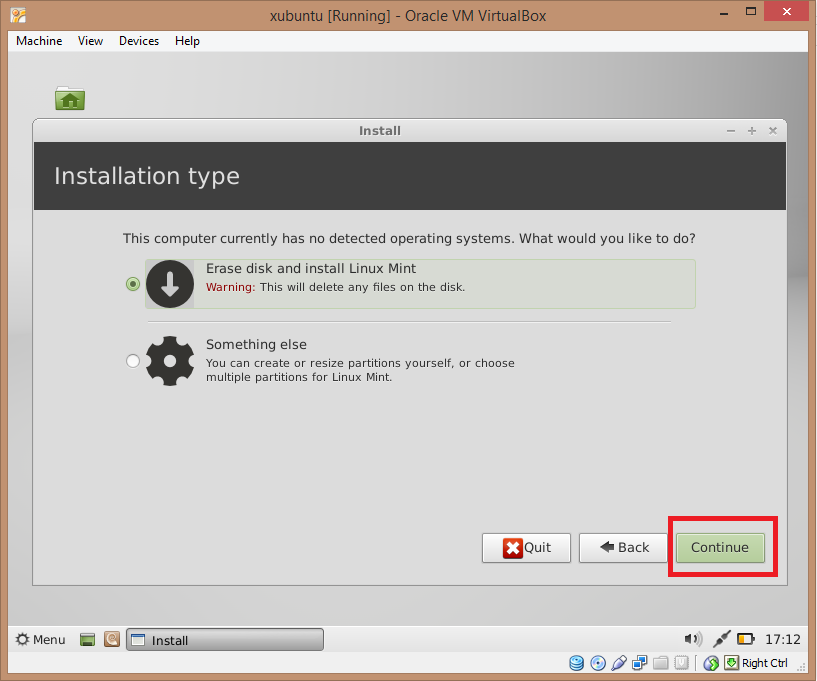 xubuntu [Running] - Oracle VM VirtualBox
Machine View Devices Help
Install
Installation type
This computer currently has no detected operating systems. What would you like to do?
Erase disk and install Linux Mint
Warning: This will delete any files on the disk.
Something else
You can create or resize partitions yourself, or choose
multiple partitions for Linux Mint.
Quit Back Continue
Menu Install 17:12
Right Ctrl